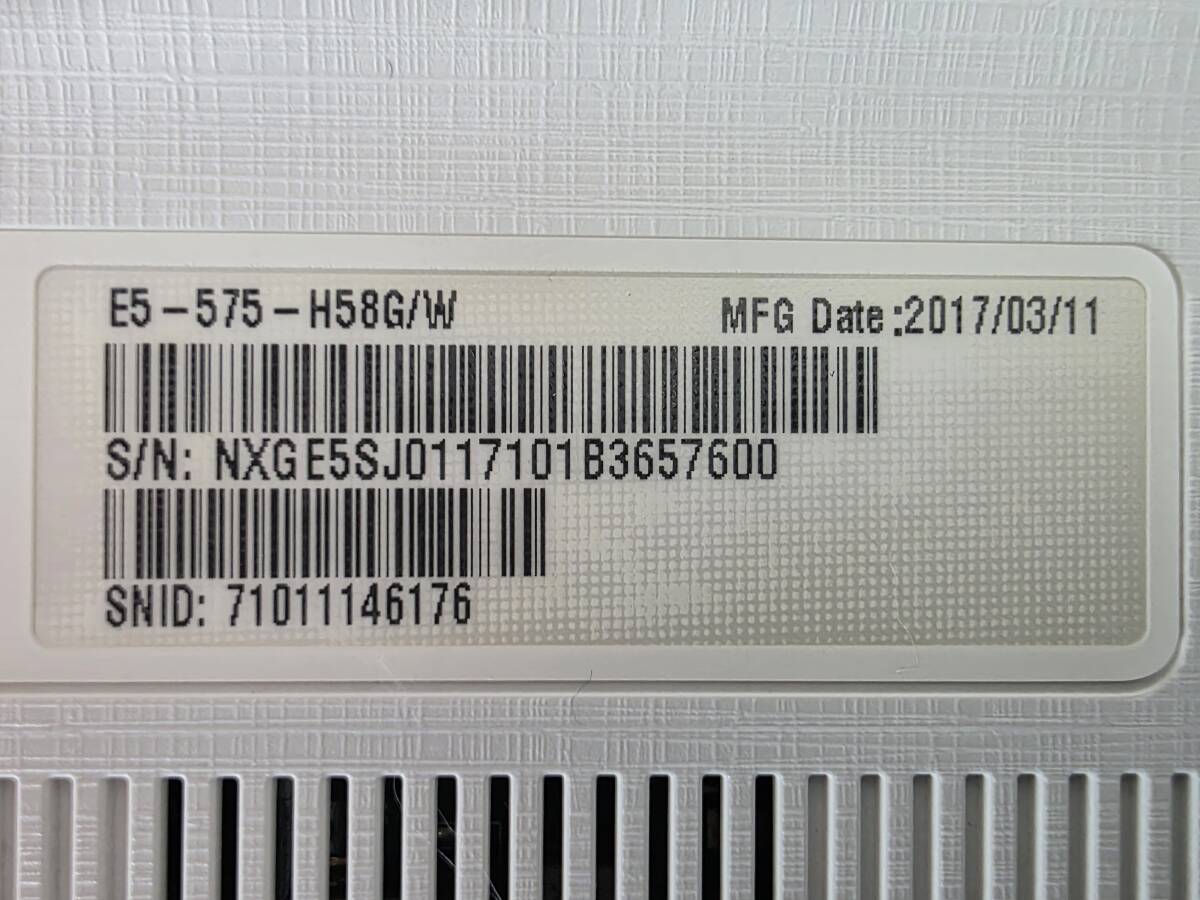 E5-575-H58G/W
MFG Date:2017/03/11
S/N: NXGE5SJ0117101B3657600
SNID: 71011146176